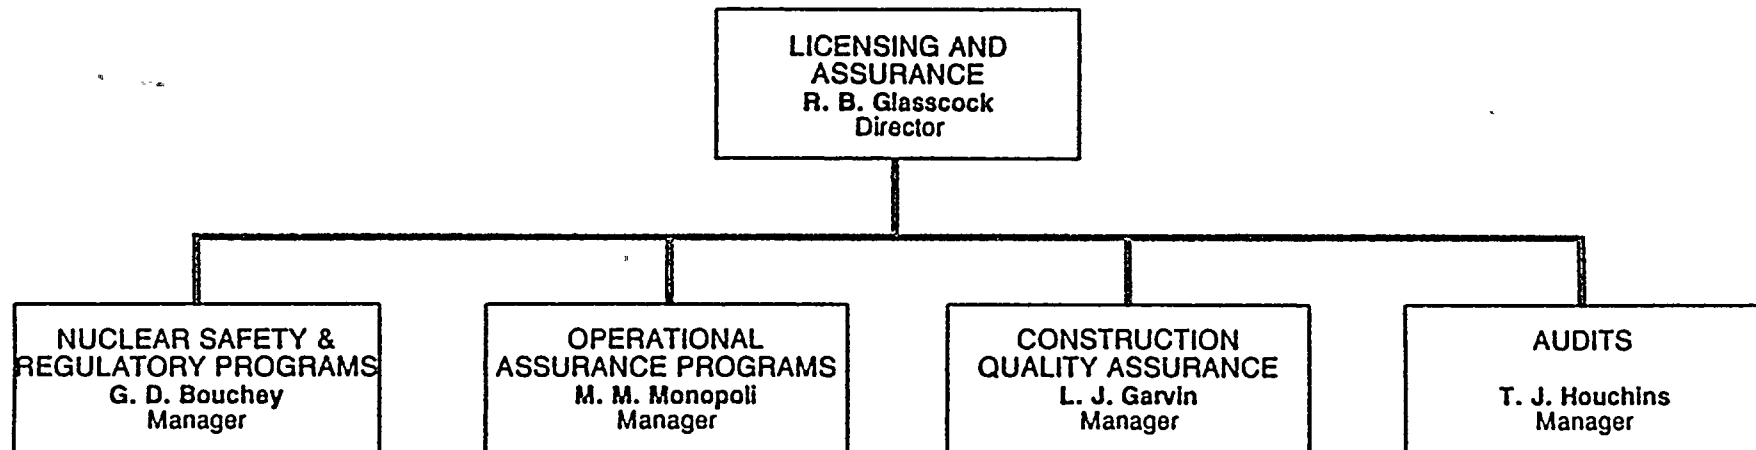 LICENSING AND
ASSURANCE
R. B. Glasscock
Director
NUCLEAR SAFETY &
REGULATORY PROGRAMS
G. D. Bouchey
Manager
OPERATIONAL
ASSURANCE PROGRAMS
M. M. Monopoli
Manager
CONSTRUCTION
QUALITY ASSURANCE
L. J. Garvin
Manager
AUDITS
T. J. Houchins
Manager